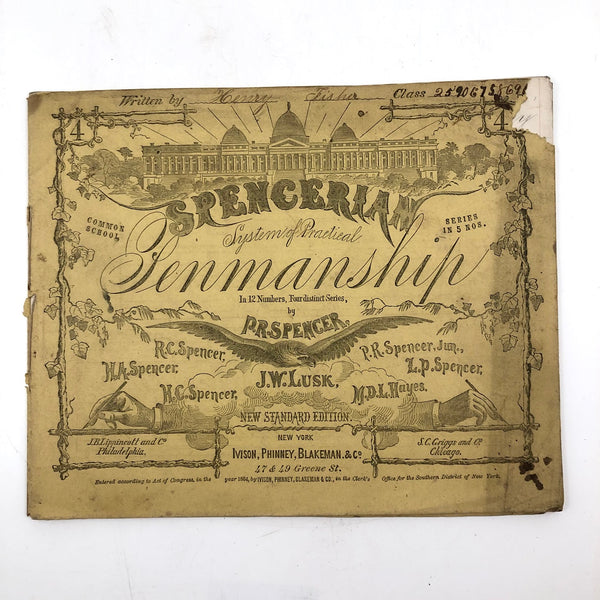 Written by Henry Fisher Class
4 4
SPENCERIAN
COMMON
SCHOOL
SERIES
IN 5 NOS.
System of Practical
Penmanship
In 12 Numbers, Four distinct Series,
by
P.R.SPENCER,
R.C. Spencer, P.R. Spencer, Jun.,
H.A. Spencer, L.P. Spencer,
H.C. Spencer, J.W. LUSK, M.D.L. Hayes.
NEW STANDARD EDITION.
NEW YORK
J.B. Lippincott and Co
Philadelphia.
IVISON, PHINNEY, BLAKEMAN. & Co.
47 & 49 Greene St.
S.C. Griggs and Co
Chicago.
Entered according to Act of Congress, in the year 1864, by IVISON, PHINNEY, BLAKEMAN & CO., in the Clerk's Office for the Southern District of New York.